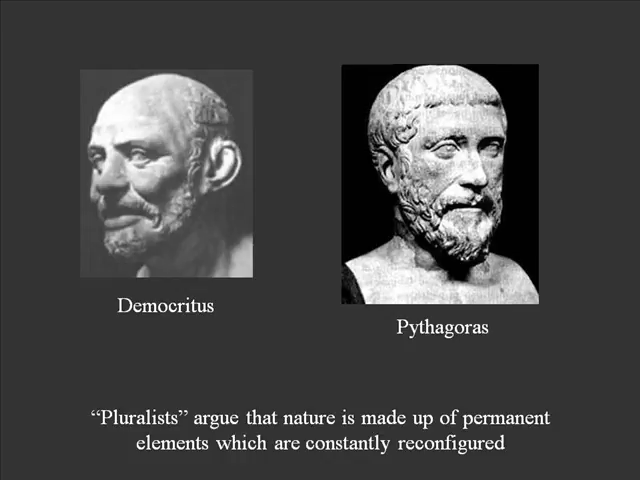 Democritus
Pythagoras
“Pluralists” argue that nature is made up of permanent
elements which are constantly reconfigured